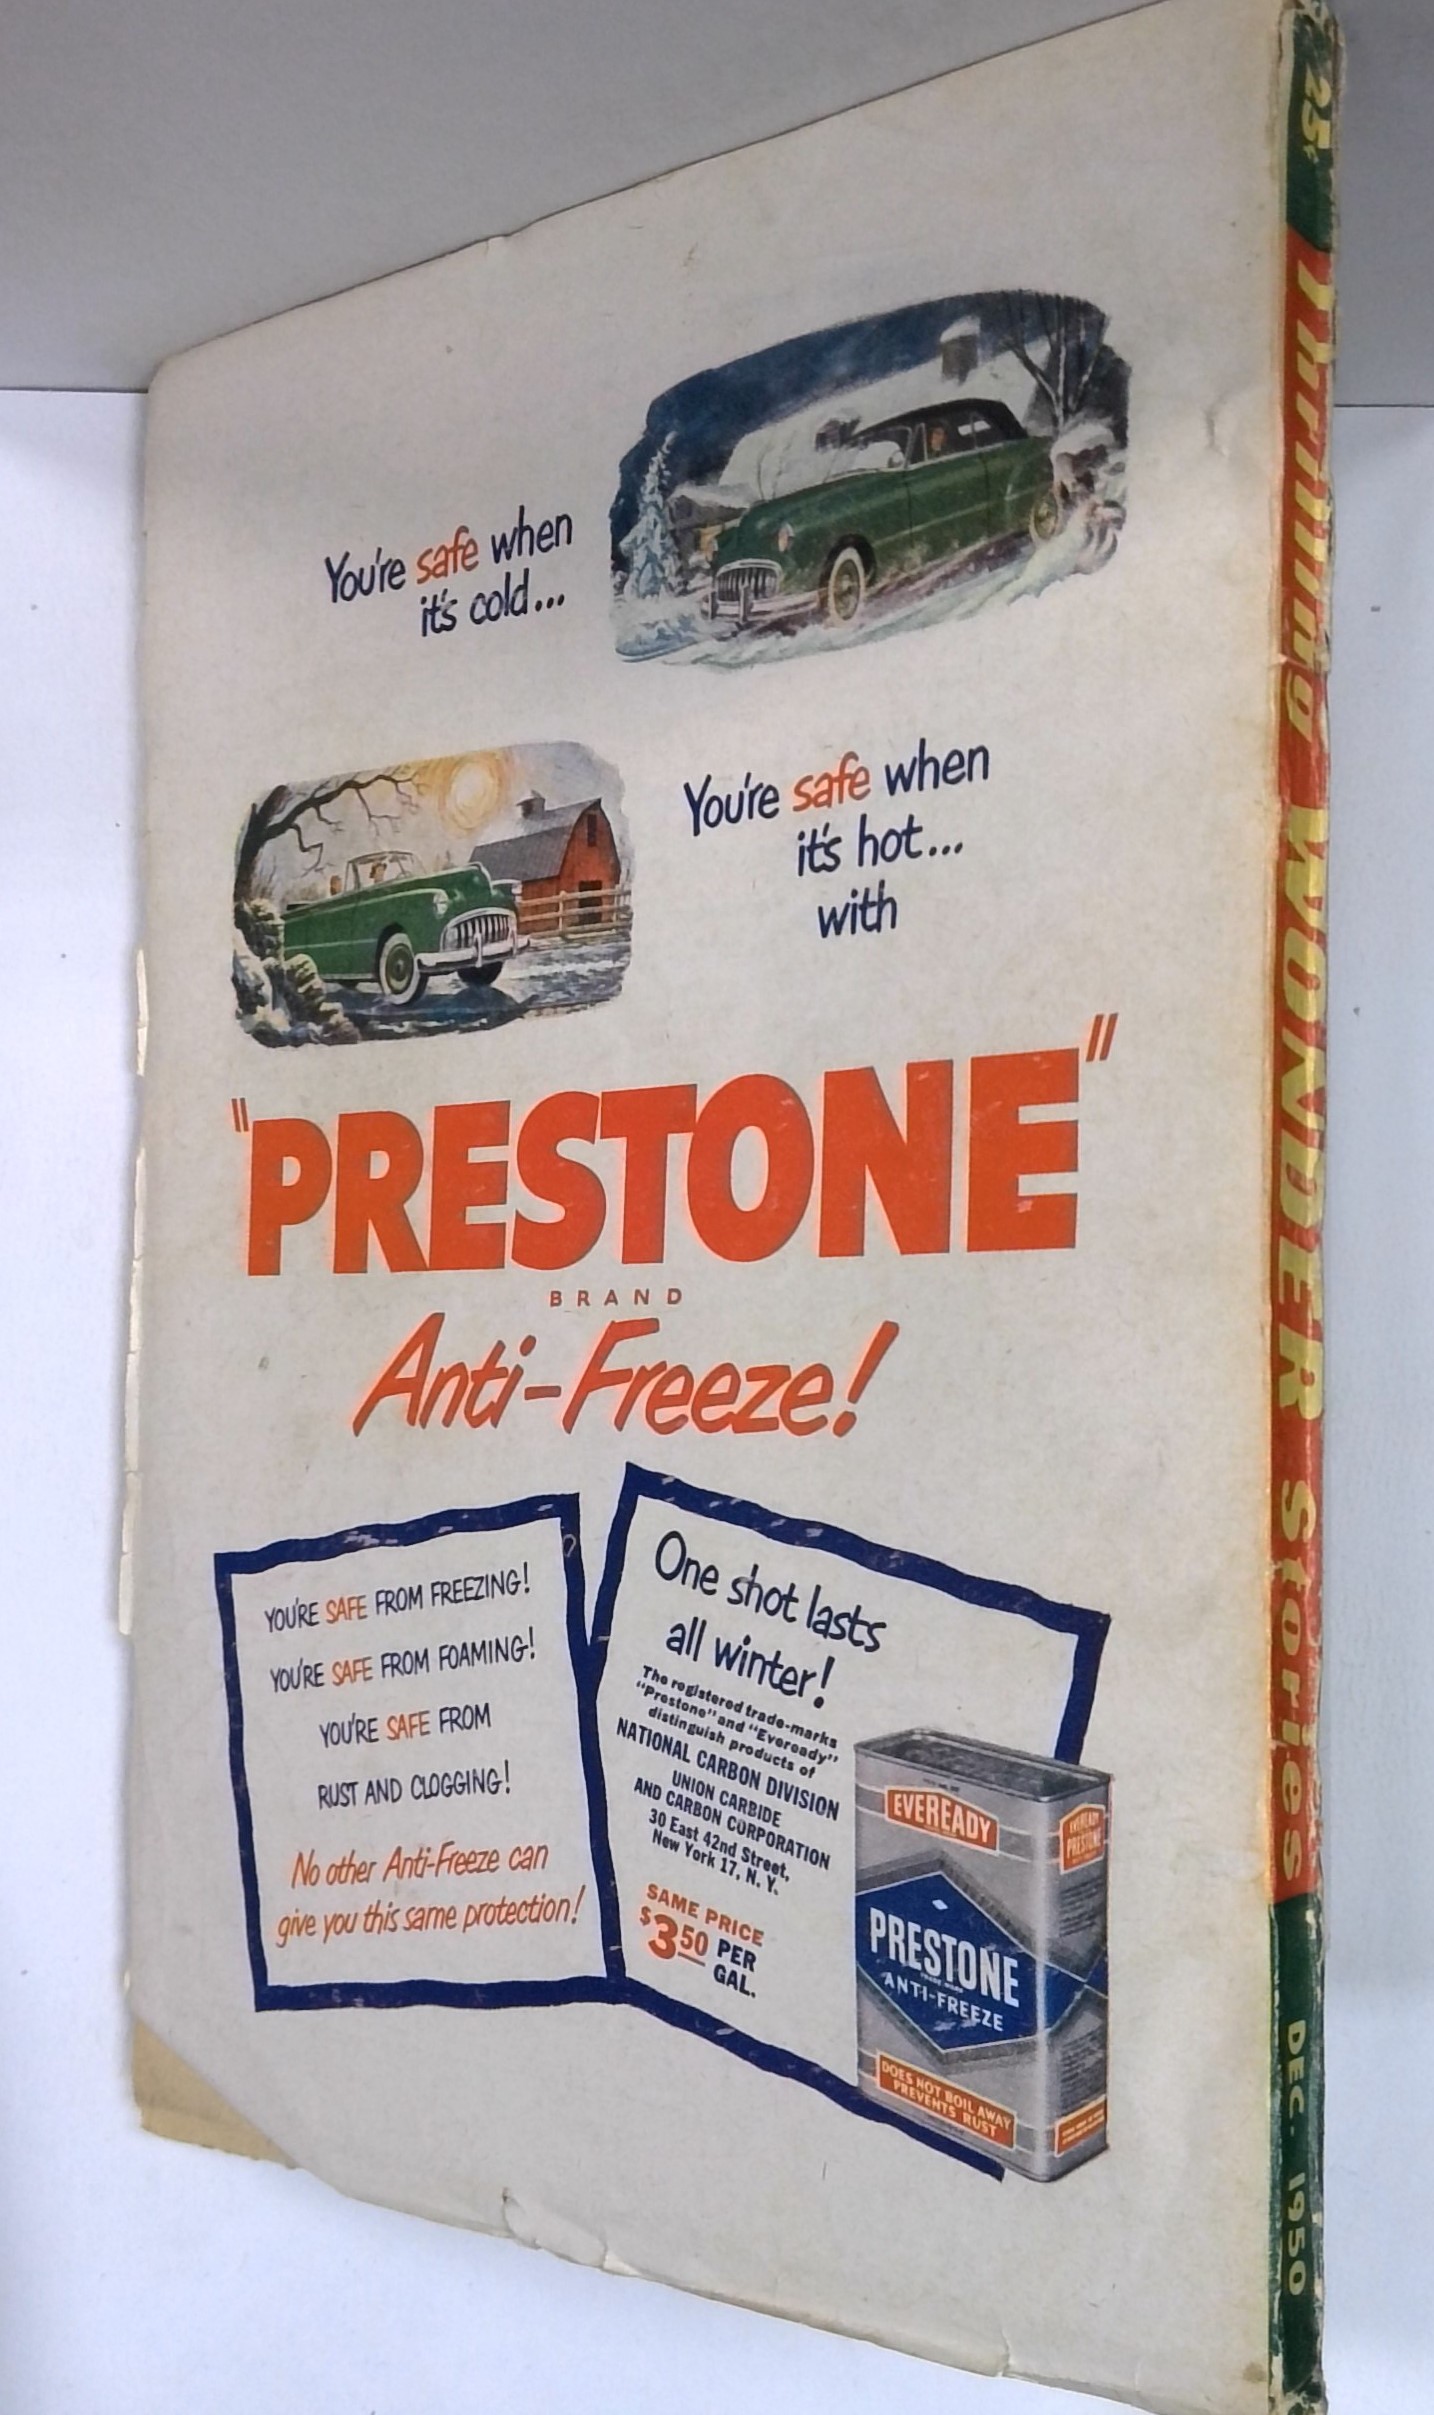 You're safe when
it's cold...
You're safe when
it's hot...
with
"PRESTONE"
BRAND
Anti-Freeze!
YOU'RE SAFE FROM FREEZING!
YOU'RE SAFE FROM FOAMING!
YOU'RE SAFE FROM
RUST AND CLOGGING!
No other Anti-Freeze can
give you this same protection!
One shot lasts
all winter!
The registered trade-marks
"Prestone" and "Eveready"
distinguish products of
NATIONAL CARBON DIVISION
UNION CARBIDE
AND CARBON CORPORATION
30 East 42nd Street,
New York 17, N. Y.
SAME PRICE
$3.50 PER
GAL.
EVEREADY
PRESTONE
TRADE-MARK
ANTI-FREEZE
DOES NOT BOIL AWAY
PREVENTS RUST
EVEREADY
PRESTONE
25¢ Thrilling WONDER Stories DEC. 1950